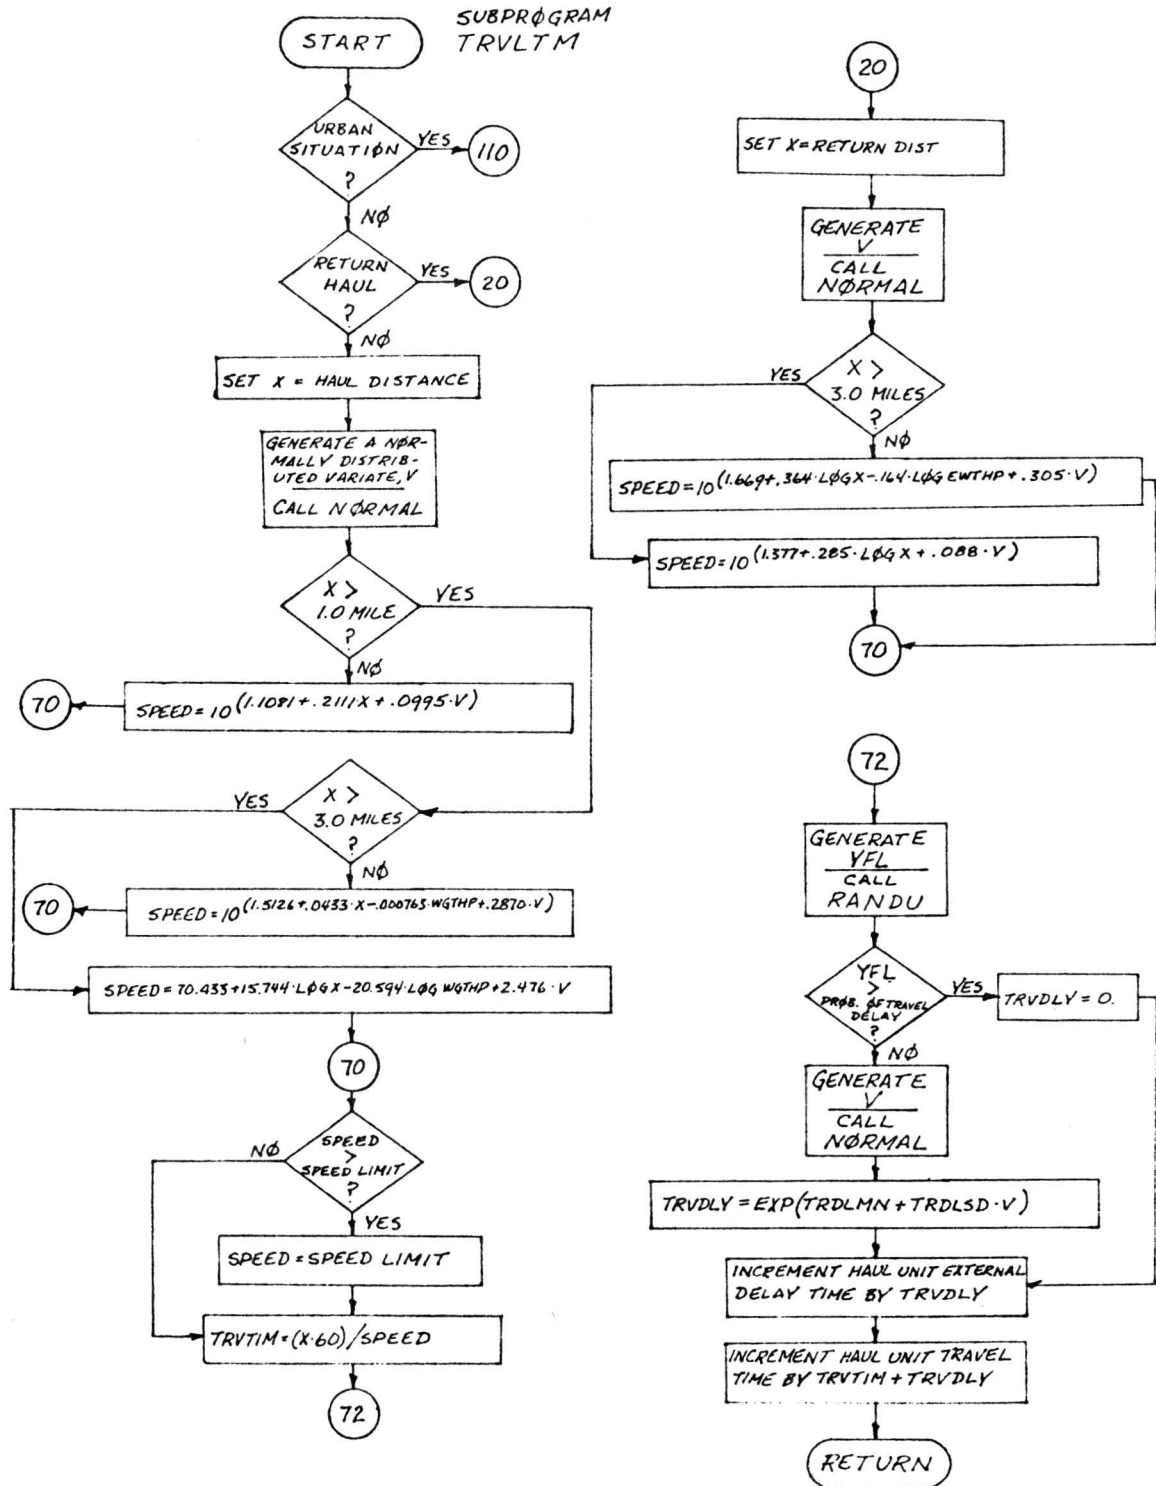 SUBPRØGRAM
TRVLTM
START
URBAN
SITUATIØN
?
YES
110
NØ
RETURN
HAUL
?
YES
20
NØ
SET X = HAUL DISTANCE
GENERATE A NØR-
MALLY DISTRIB-
UTED VARIATE, V
CALL NØRMAL
X >
1.0 MILE
?
YES
NØ
70
SPEED = 10^(1.1081+.2111·X+.0995·V)
X >
3.0 MILES
?
YES
NØ
70
SPEED = 10^(1.5126+.0433·X-.000763·WGTHP+.2870·V)
SPEED = 70.433+15.744·LØGX-20.594·LØG WGTHP+2.476·V
70
SPEED
>
SPEED LIMIT
?
NØ
YES
SPEED = SPEED LIMIT
TRVTIM=(X·60)/SPEED
72
20
SET X=RETURN DIST
GENERATE
V
CALL
NØRMAL
X >
3.0 MILES
?
YES
NØ
SPEED=10^(1.669+.364·LØGX-.164·LØG EWTHP+.305·V)
SPEED=10^(1.377+.285·LØGX+.088·V)
70
72
GENERATE
YFL
CALL
RANDU
YFL
>
PRØB. ØF TRAVEL
DELAY
?
YES
TRVDLY = 0.
NØ
GENERATE
V
CALL
NØRMAL
TRVDLY = EXP(TRDLMN + TRDLSD·V)
INCREMENT HAUL UNIT EXTERNAL
DELAY TIME BY TRVDLY
INCREMENT HAUL UNIT TRAVEL
TIME BY TRVTIM + TRVDLY
RETURN